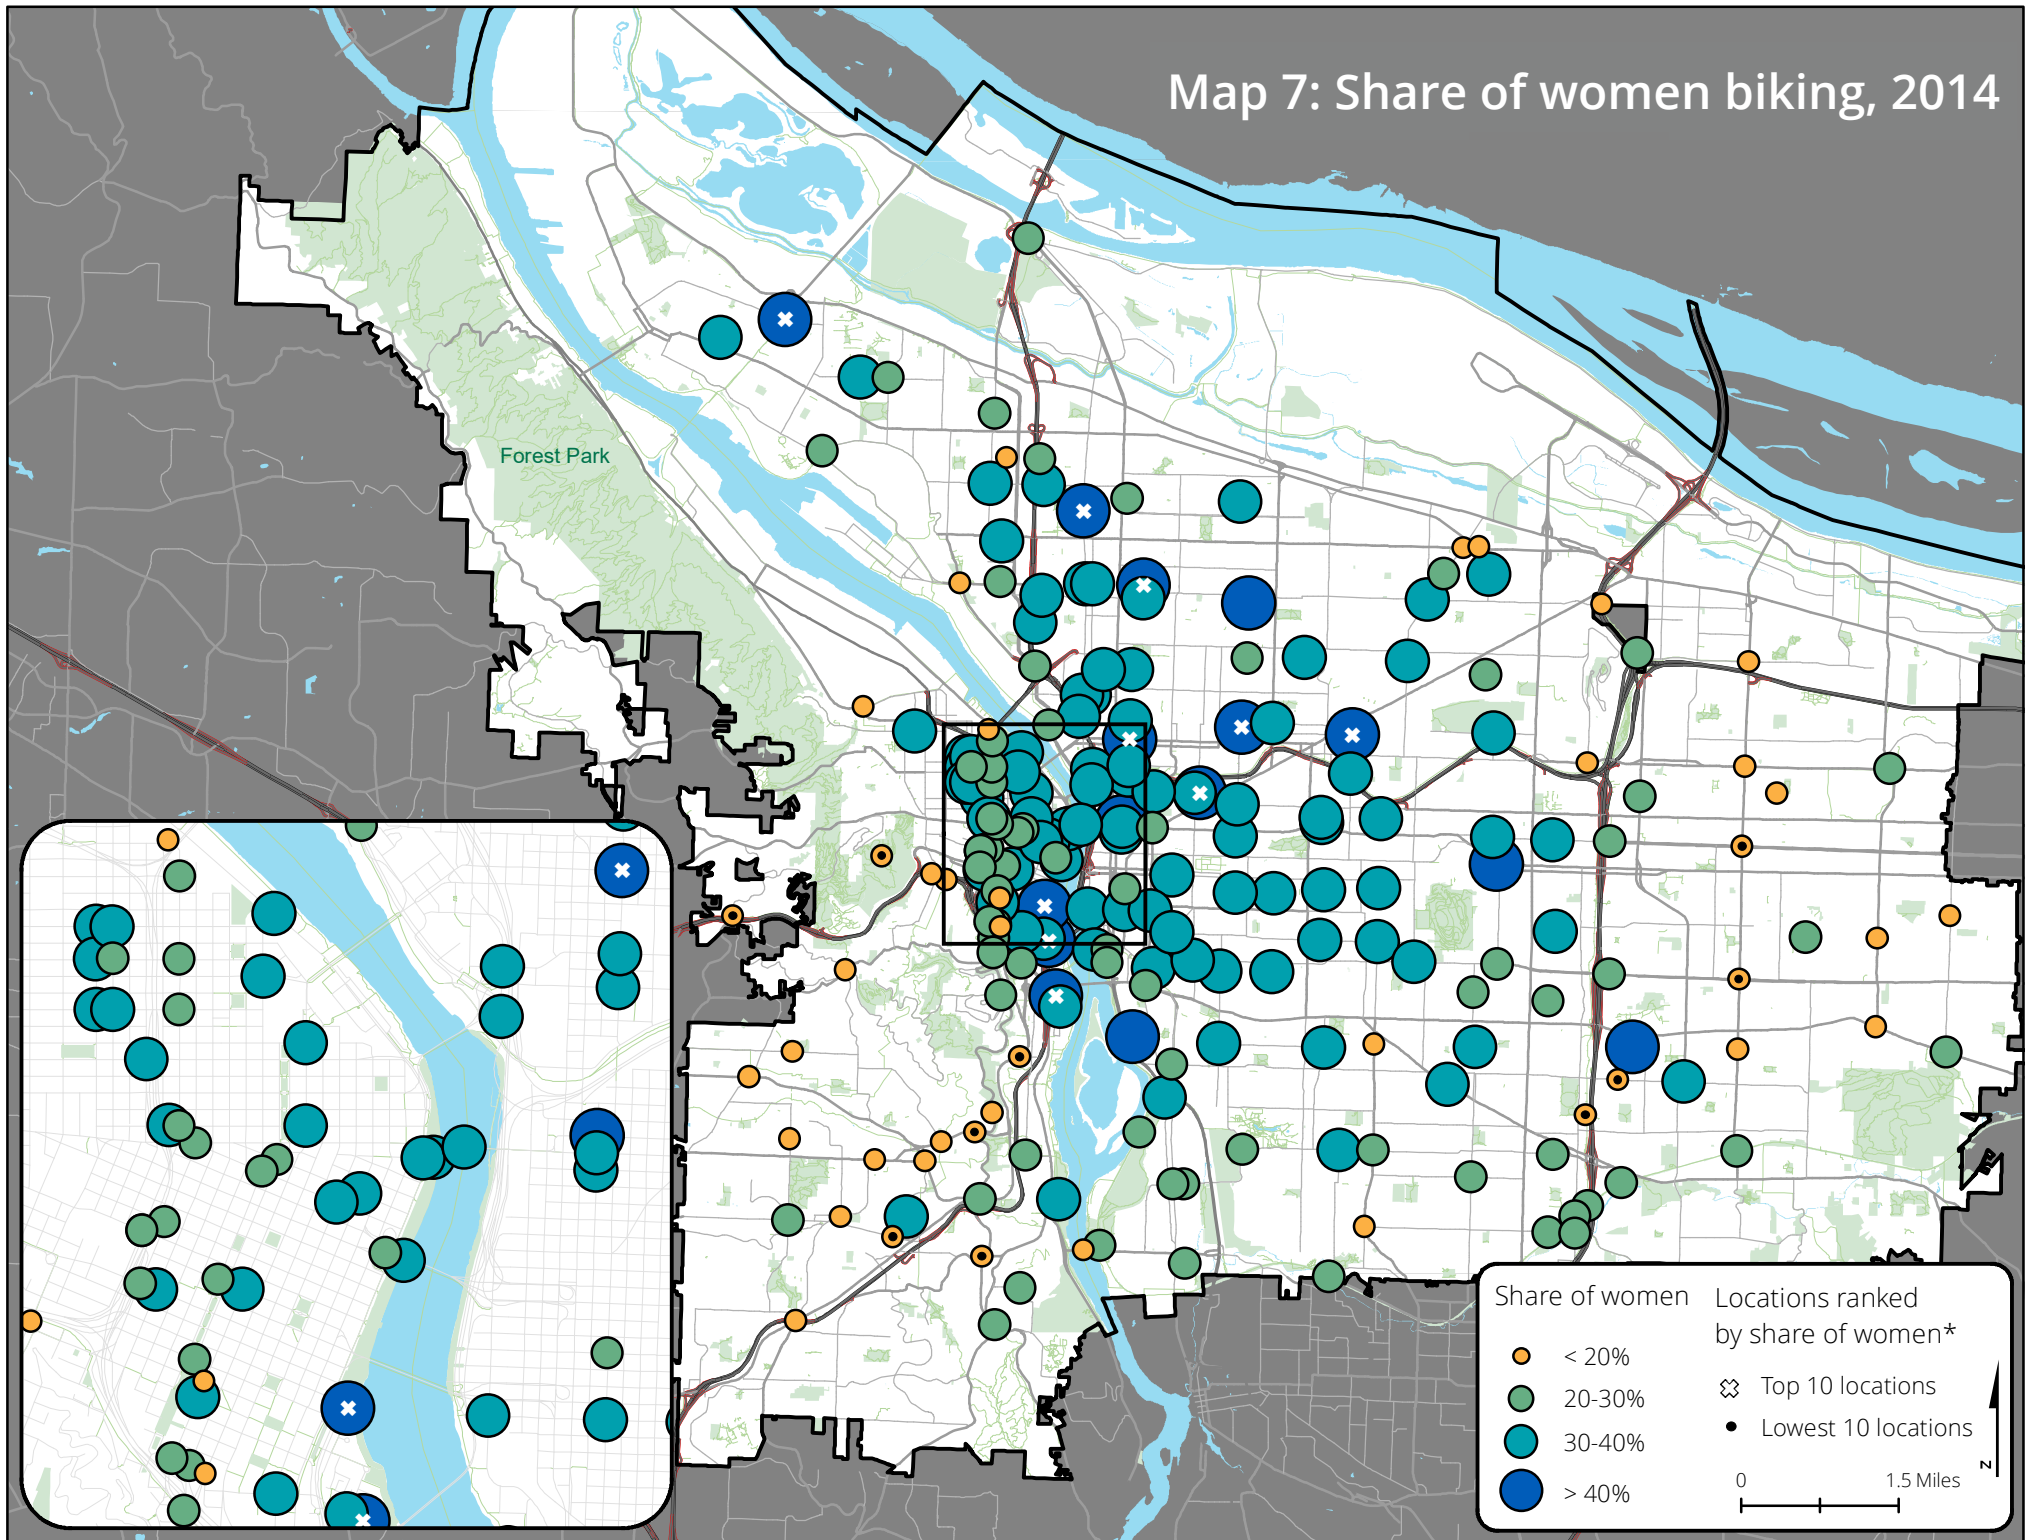 Map 7: Share of women biking, 2014
Forest Park
Share of women
< 20%
20-30%
30-40%
> 40%
Locations ranked
by share of women*
Top 10 locations
Lowest 10 locations
0 1.5 Miles
N